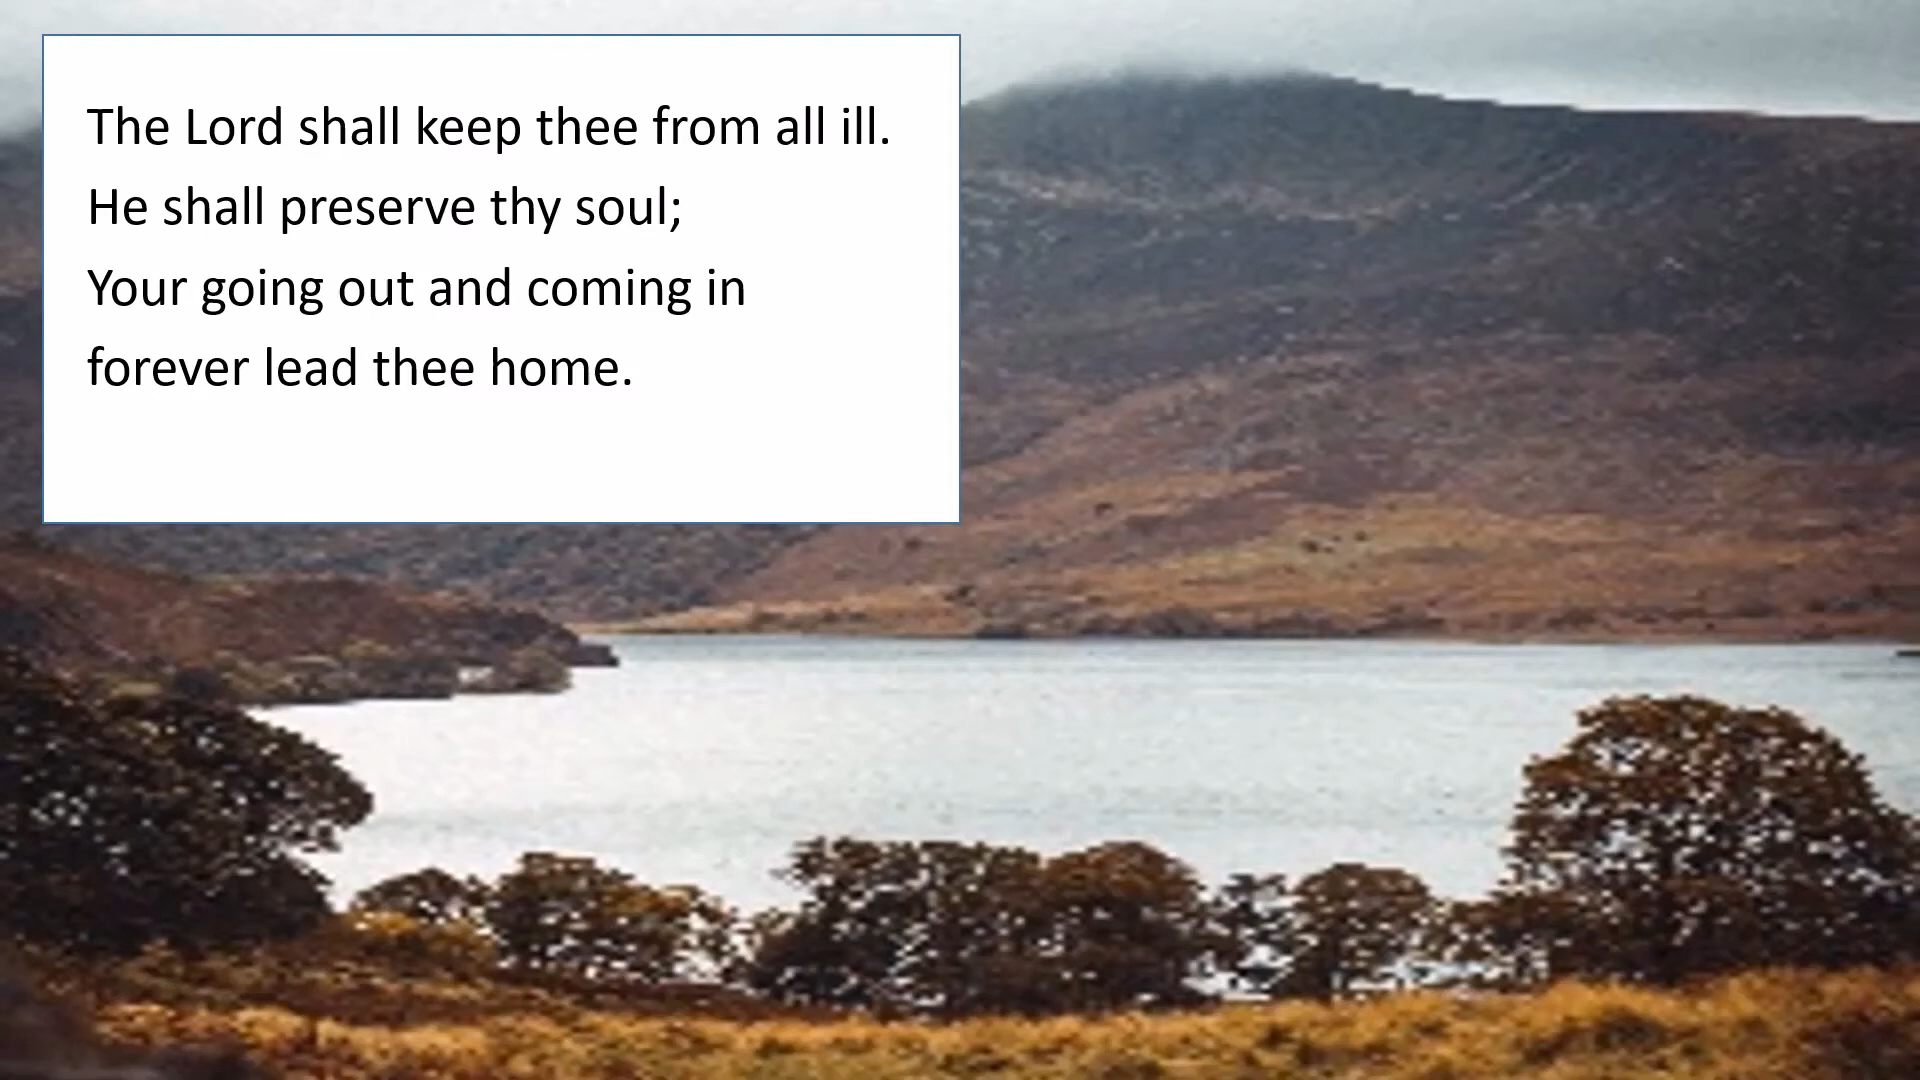 The Lord shall keep thee from all ill.
He shall preserve thy soul;
Your going out and coming in
forever lead thee home.